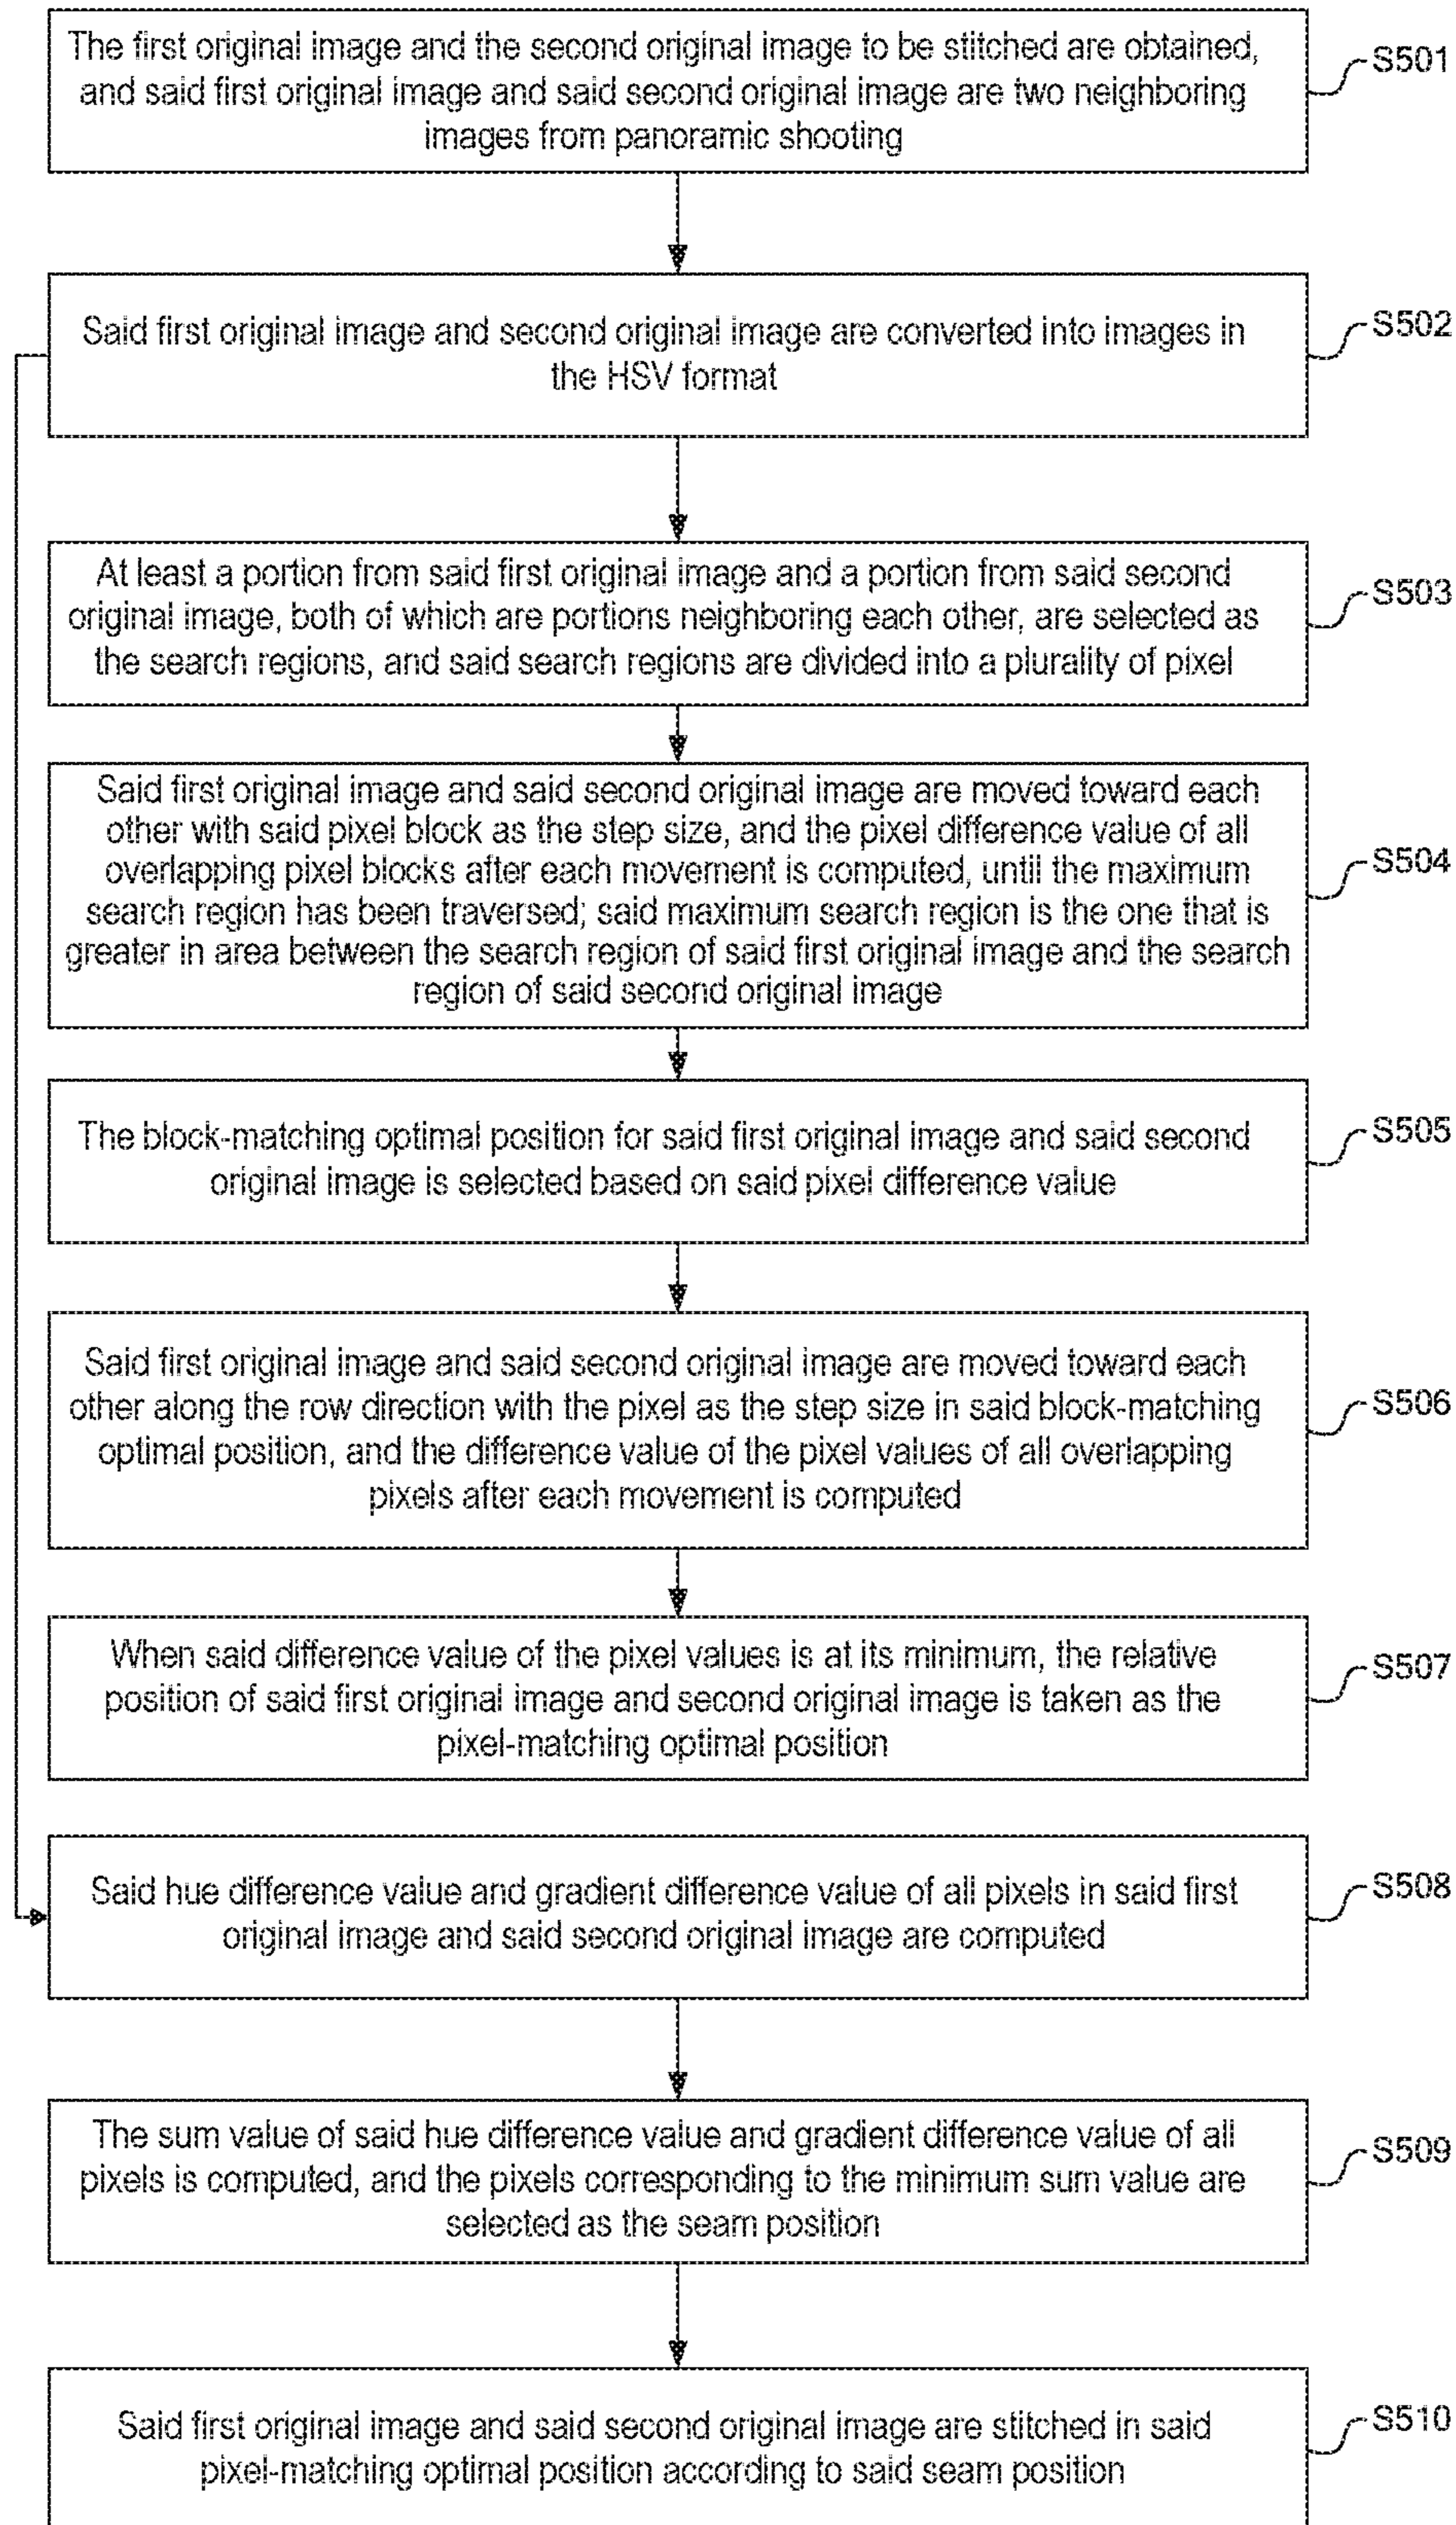 The first original image and the second original image to be stitched are obtained,
and said first original image and said second original image are two neighboring
images from panoramic shooting
S501
Said first original image and second original image are converted into images in
the HSV format
S502
At least a portion from said first original image and a portion from said second
original image, both of which are portions neighboring each other, are selected as
the search regions, and said search regions are divided into a plurality of pixel
S503
Said first original image and said second original image are moved toward each
other with said pixel block as the step size, and the pixel difference value of all
overlapping pixel blocks after each movement is computed, until the maximum
search region has been traversed; said maximum search region is the one that is
greater in area between the search region of said first original image and the search
region of said second original image
S504
The block-matching optimal position for said first original image and said second
original image is selected based on said pixel difference value
S505
Said first original image and said second original image are moved toward each
other along the row direction with the pixel as the step size in said block-matching
optimal position, and the difference value of the pixel values of all overlapping
pixels after each movement is computed
S506
When said difference value of the pixel values is at its minimum, the relative
position of said first original image and second original image is taken as the
pixel-matching optimal position
S507
Said hue difference value and gradient difference value of all pixels in said first
original image and said second original image are computed
S508
The sum value of said hue difference value and gradient difference value of all
pixels is computed, and the pixels corresponding to the minimum sum value are
selected as the seam position
S509
Said first original image and said second original image are stitched in said
pixel-matching optimal position according to said seam position
S510